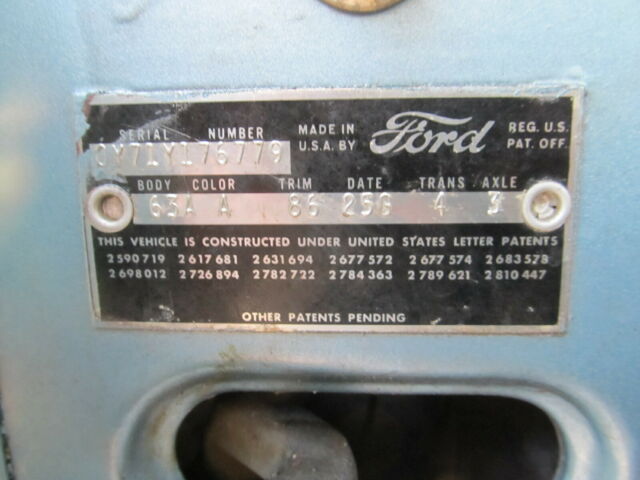 SERIAL NUMBER
MADE IN U.S.A. BY
Ford
REG. U.S. PAT. OFF.
0Y71Y176779
BODY COLOR TRIM DATE TRANS AXLE
63A A 86 25G 4 3
THIS VEHICLE IS CONSTRUCTED UNDER UNITED STATES LETTER PATENTS
2590719 2617681 2631694 2677572 2677574 2683578
2698012 2726894 2782722 2784363 2789621 2810447
OTHER PATENTS PENDING